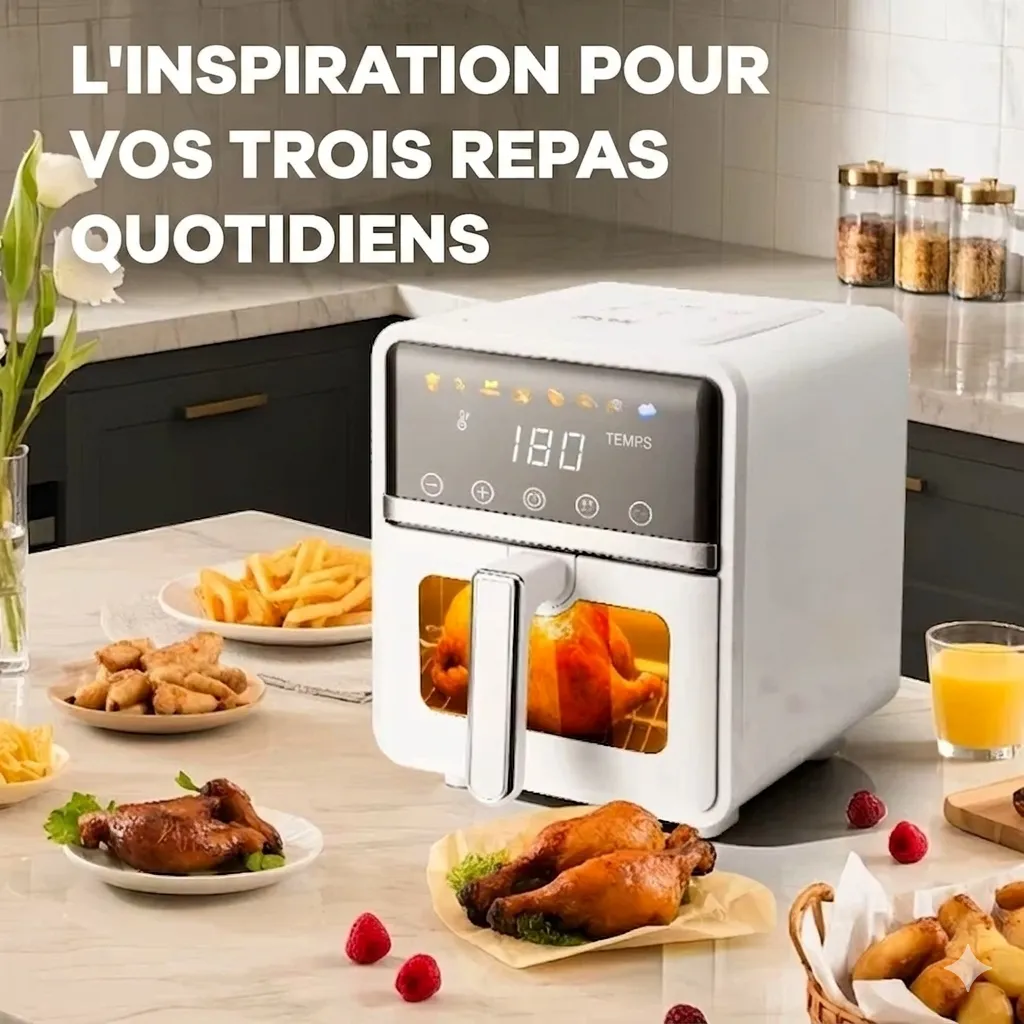 L'INSPIRATION POUR
VOS TROIS REPAS
QUOTIDIENS
180
TEMPS